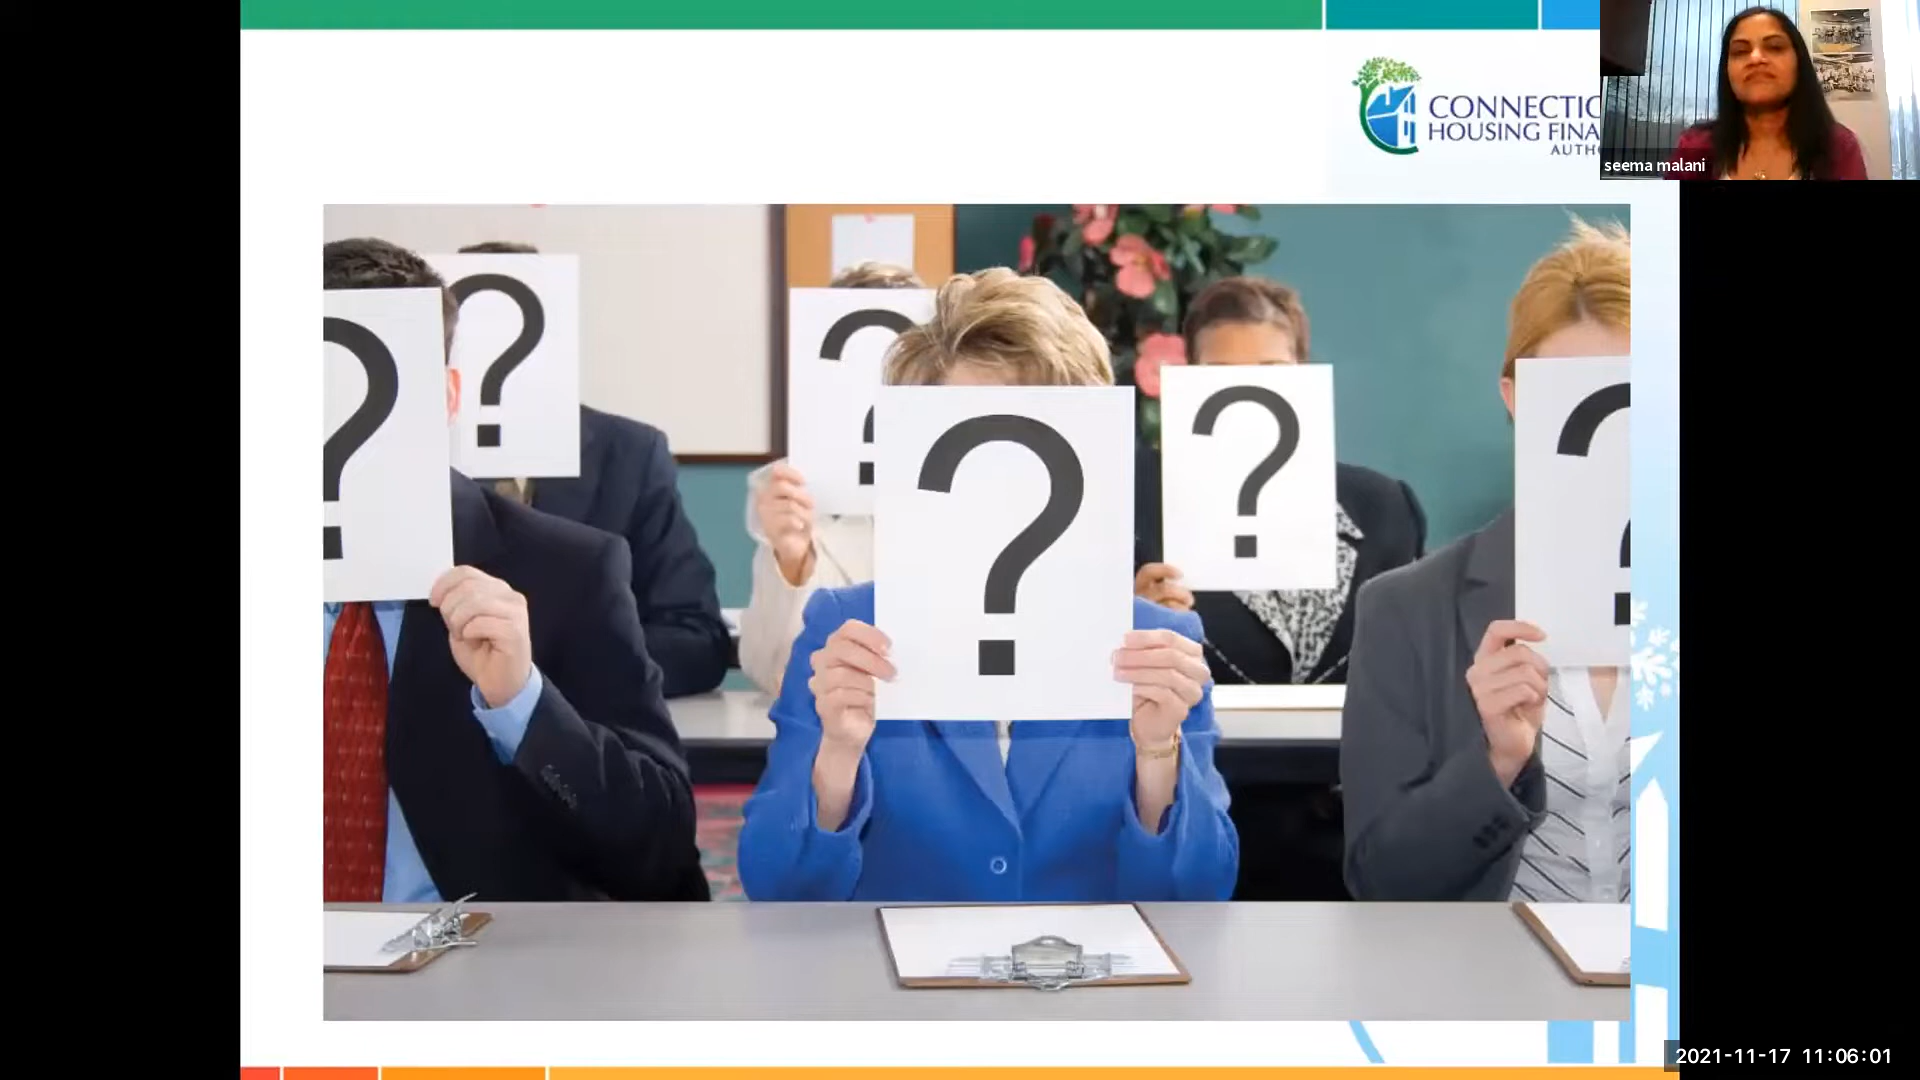 CONNECTIC
HOUSING FINA
AUTH
seema malani
?
?
?
?
?
?
2021-11-17 11:06:01